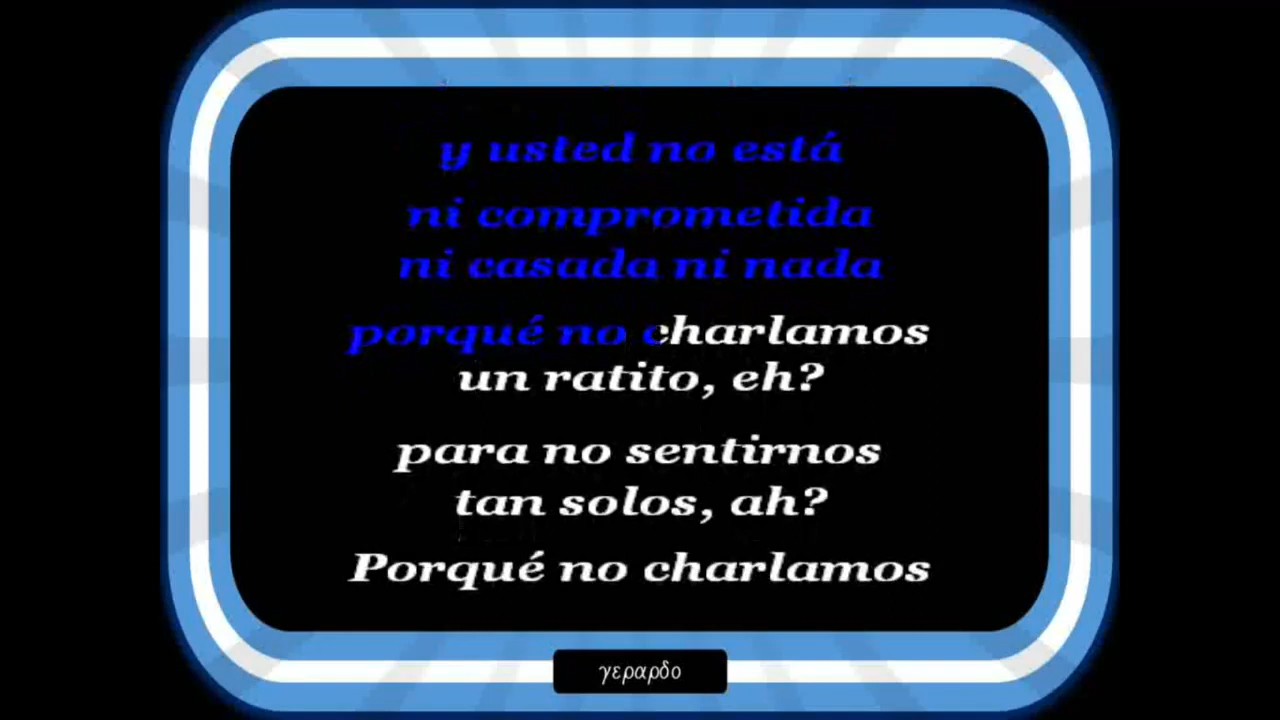 y usted no está
ni comprometida
ni casada ni nada
porqué no charlamos
un ratito, eh?
para no sentirnos
tan solos, ah?
Porqué no charlamos
γεραρδο